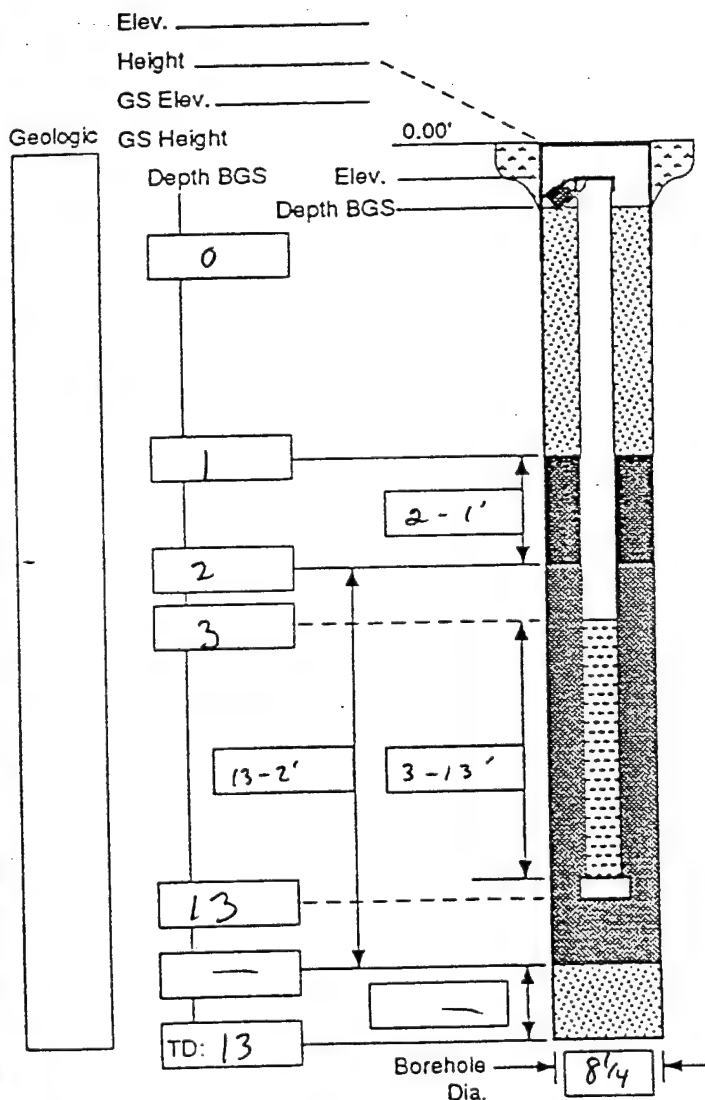 Elev.
Height
GS Elev.
Geologic GS Height 0.00'
Depth BGS Elev.
Depth BGS
0
1
2 - 1'
2
3
13-2' 3-13'
13
—
—
TD: 13
Borehole Dia. 8 1/4